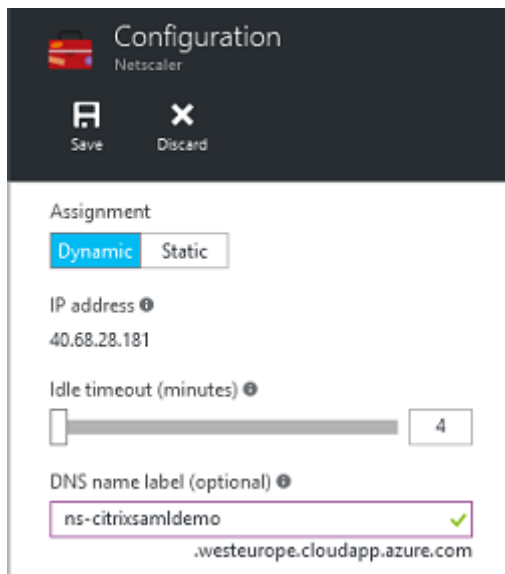 Configuration
Netscaler
Save Discard
Assignment
Dynamic Static
IP address
40.68.28.181
Idle timeout (minutes)
4
DNS name label (optional)
ns-citrixsamldemo
.westeurope.cloudapp.azure.com